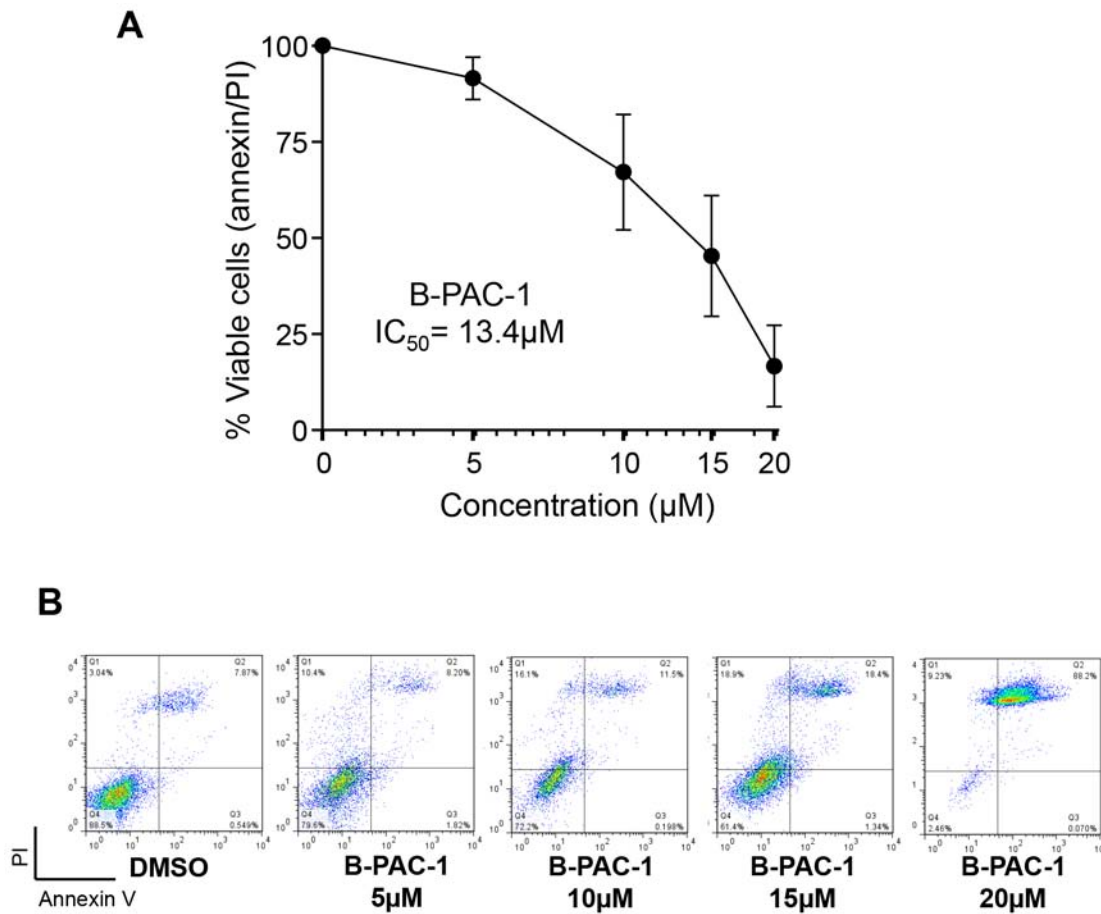 A
% Viable cells (annexin/PI)
100
75
50
25
0
B-PAC-1
IC50= 13.4µM
0 5 10 15 20
Concentration (µM)
B
Q1
3.04%
Q2
7.87%
Q3
0.549%
Q4
88.5%
Q1
10.4%
Q2
8.20%
Q3
1.82%
Q4
79.6%
Q1
16.1%
Q2
11.5%
Q3
0.198%
Q4
72.2%
Q1
18.9%
Q2
18.4%
Q3
1.34%
Q4
61.4%
Q1
9.23%
Q2
88.2%
Q3
0.070%
Q4
2.46%
PI
Annexin V
DMSO
B-PAC-1
5µM
B-PAC-1
10µM
B-PAC-1
15µM
B-PAC-1
20µM